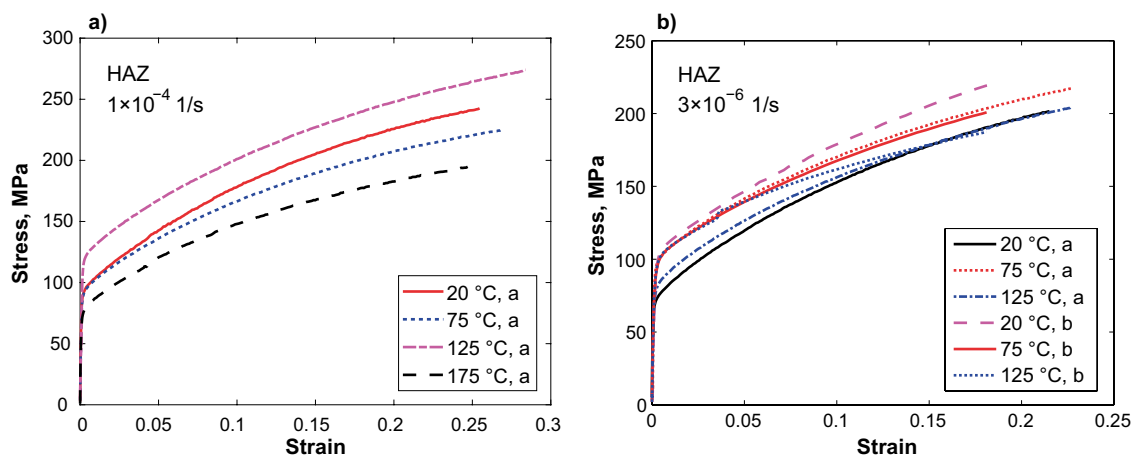 a)
300
250
200
150
100
50
0
Stress, MPa
HAZ
1×10⁻⁴ 1/s
20 °C, a
75 °C, a
125 °C, a
175 °C, a
0 0.05 0.1 0.15 0.2 0.25 0.3
Strain
b)
250
200
150
100
50
0
Stress, MPa
HAZ
3×10⁻⁶ 1/s
20 °C, a
75 °C, a
125 °C, a
20 °C, b
75 °C, b
125 °C, b
0 0.05 0.1 0.15 0.2 0.25
Strain